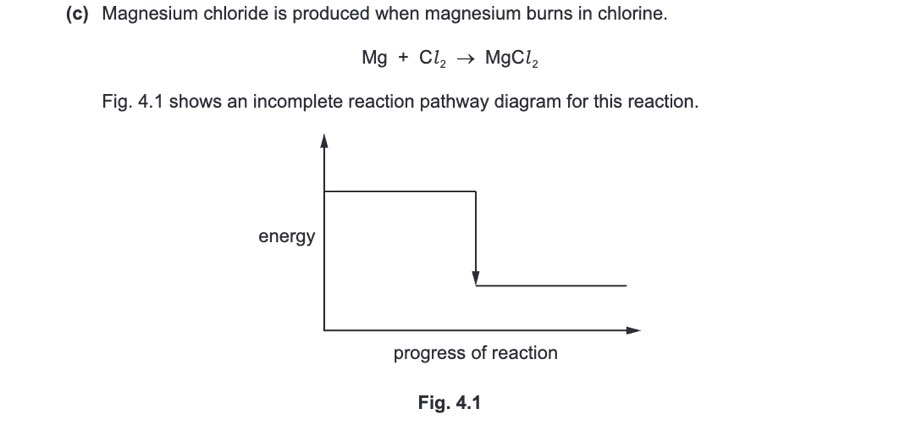 (c) Magnesium chloride is produced when magnesium burns in chlorine.
Mg + Cl₂ → MgCl₂
Fig. 4.1 shows an incomplete reaction pathway diagram for this reaction.
energy
progress of reaction
Fig. 4.1